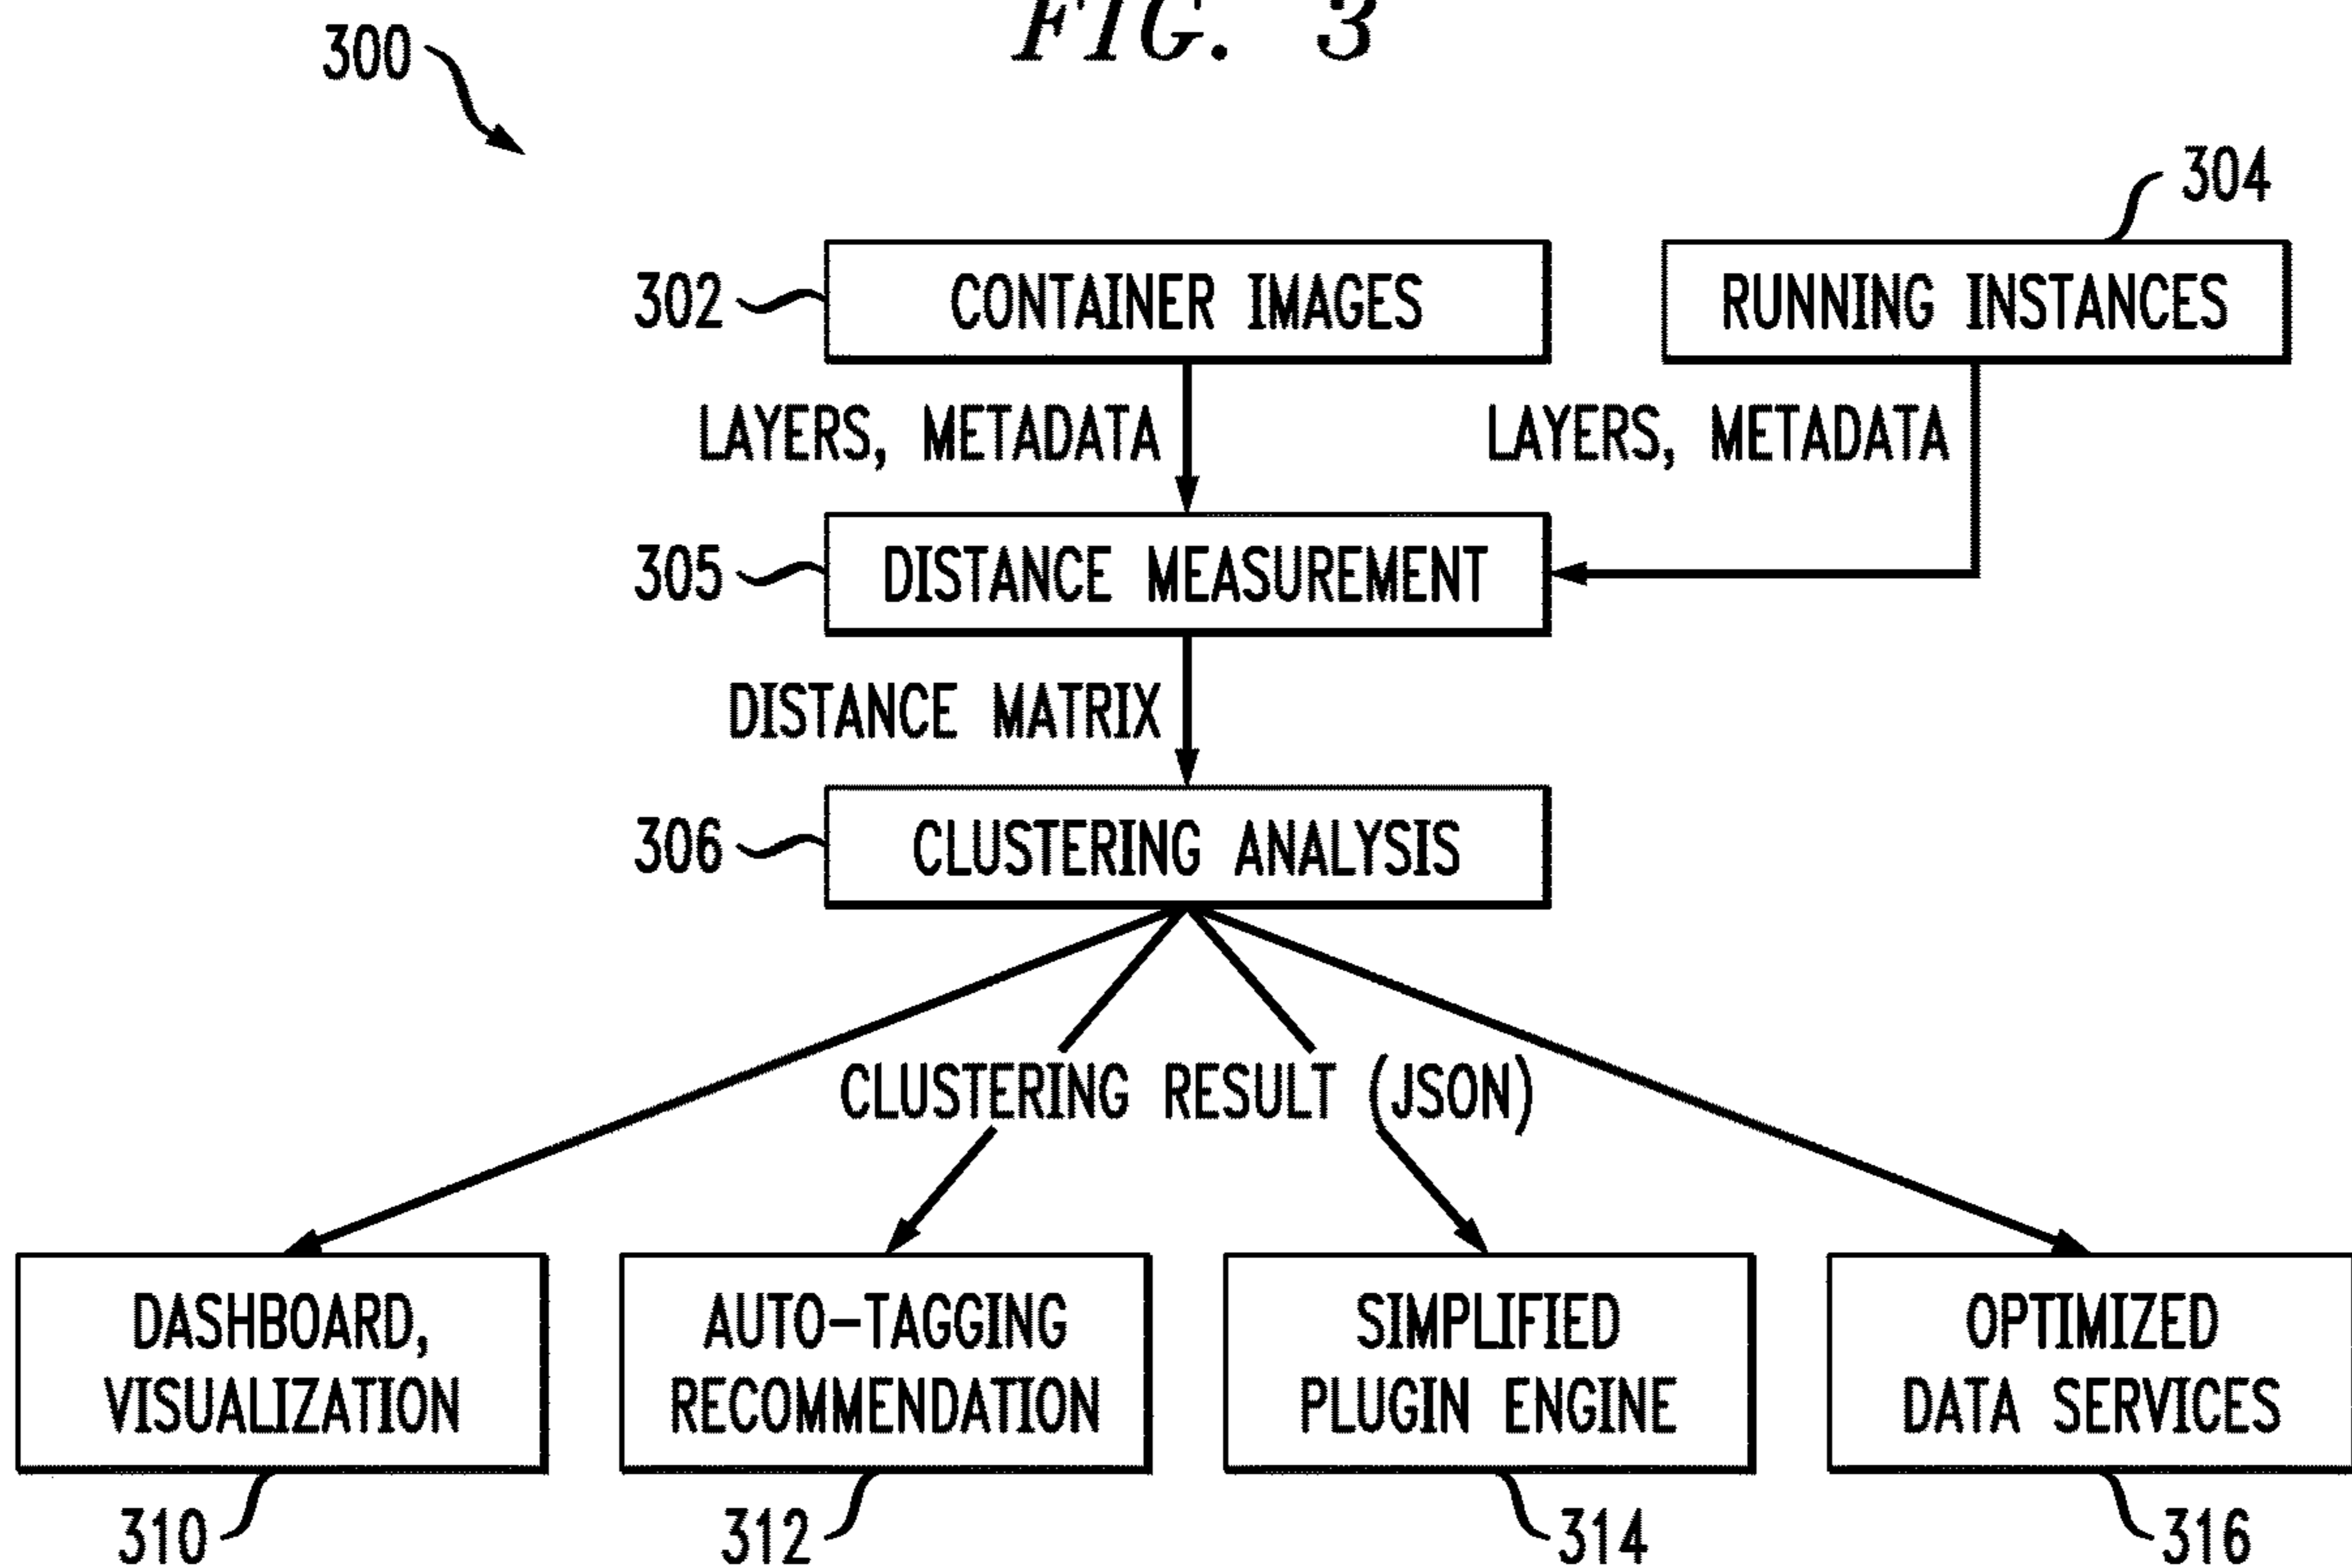 FIG. 3
300
304
302
CONTAINER IMAGES
RUNNING INSTANCES
LAYERS, METADATA
LAYERS, METADATA
305
DISTANCE MEASUREMENT
DISTANCE MATRIX
306
CLUSTERING ANALYSIS
CLUSTERING RESULT (JSON)
DASHBOARD,
VISUALIZATION
AUTO-TAGGING
RECOMMENDATION
SIMPLIFIED
PLUGIN ENGINE
OPTIMIZED
DATA SERVICES
310
312
314
316